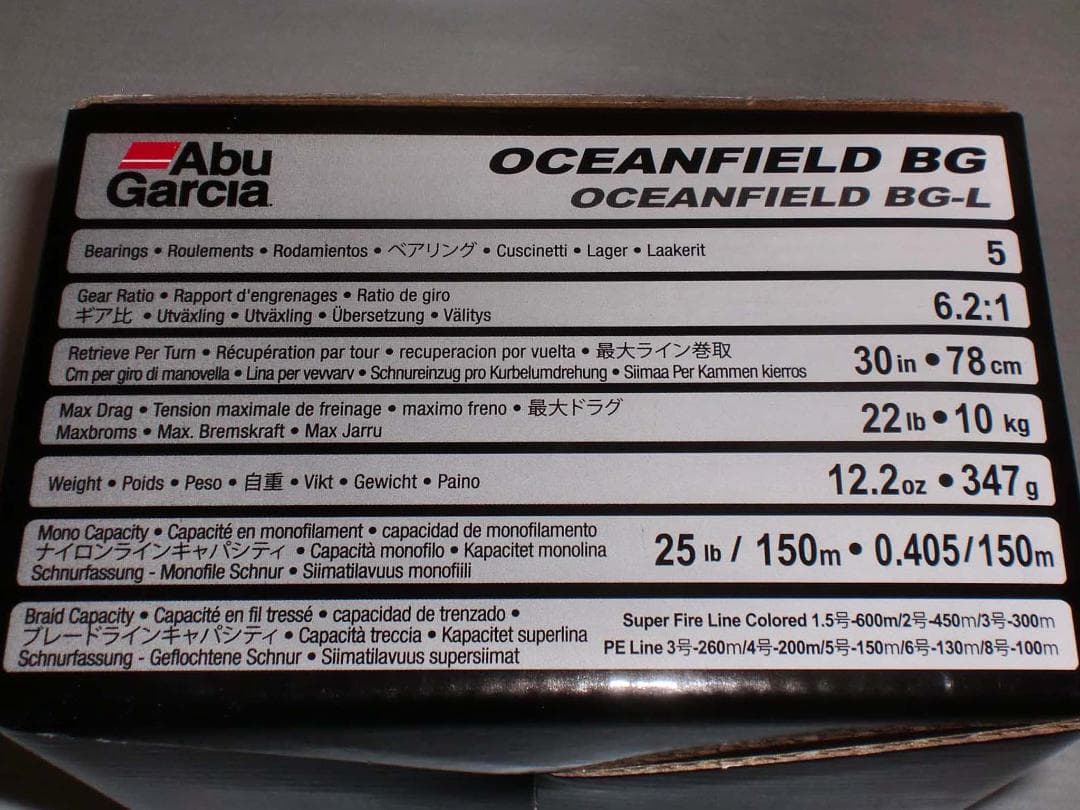 Abu
Garcia
OCEANFIELD BG
OCEANFIELD BG-L
Bearings • Roulements • Rodamientos • ベアリング • Cuscinetti • Lager • Laakerit
5
Gear Ratio • Rapport d'engrenages • Ratio de giro
ギア比 • Utväxling • Utväxling • Übersetzung • Välitys
6.2:1
Retrieve Per Turn • Récupération par tour • recuperacion por vuelta • 最大ライン巻取
Cm per giro di manovella • Lina per vevvarv • Schnureinzug pro Kurbelumdrehung • Siimaa Per Kammen kierros
30in • 78cm
Max Drag • Tension maximale de freinage • maximo freno • 最大ドラグ
Maxbroms • Max. Bremskraft • Max Jarru
22lb • 10 kg
Weight • Poids • Peso • 自重 • Vikt • Gewicht • Paino
12.2oz • 347g
Mono Capacity • Capacité en monofilament • capacidad de monofilamento
ナイロンラインキャパシティ • Capacità monofilo • Kapacitet monolina
Schnurfassung - Monofile Schnur • Siimatilavuus monofiili
25 lb / 150m • 0.405/150m
Braid Capacity • Capacité en fil tressé • capacidad de trenzado •
ブレードラインキャパシティ • Capacità treccia • Kapacitet superlina
Schnurfassung - Geflochtene Schnur • Siimatilavuus supersiimat
Super Fire Line Colored 1.5号-600m/2号-450m/3号-300m
PE Line 3号-260m/4号-200m/5号-150m/6号-130m/8号-100m